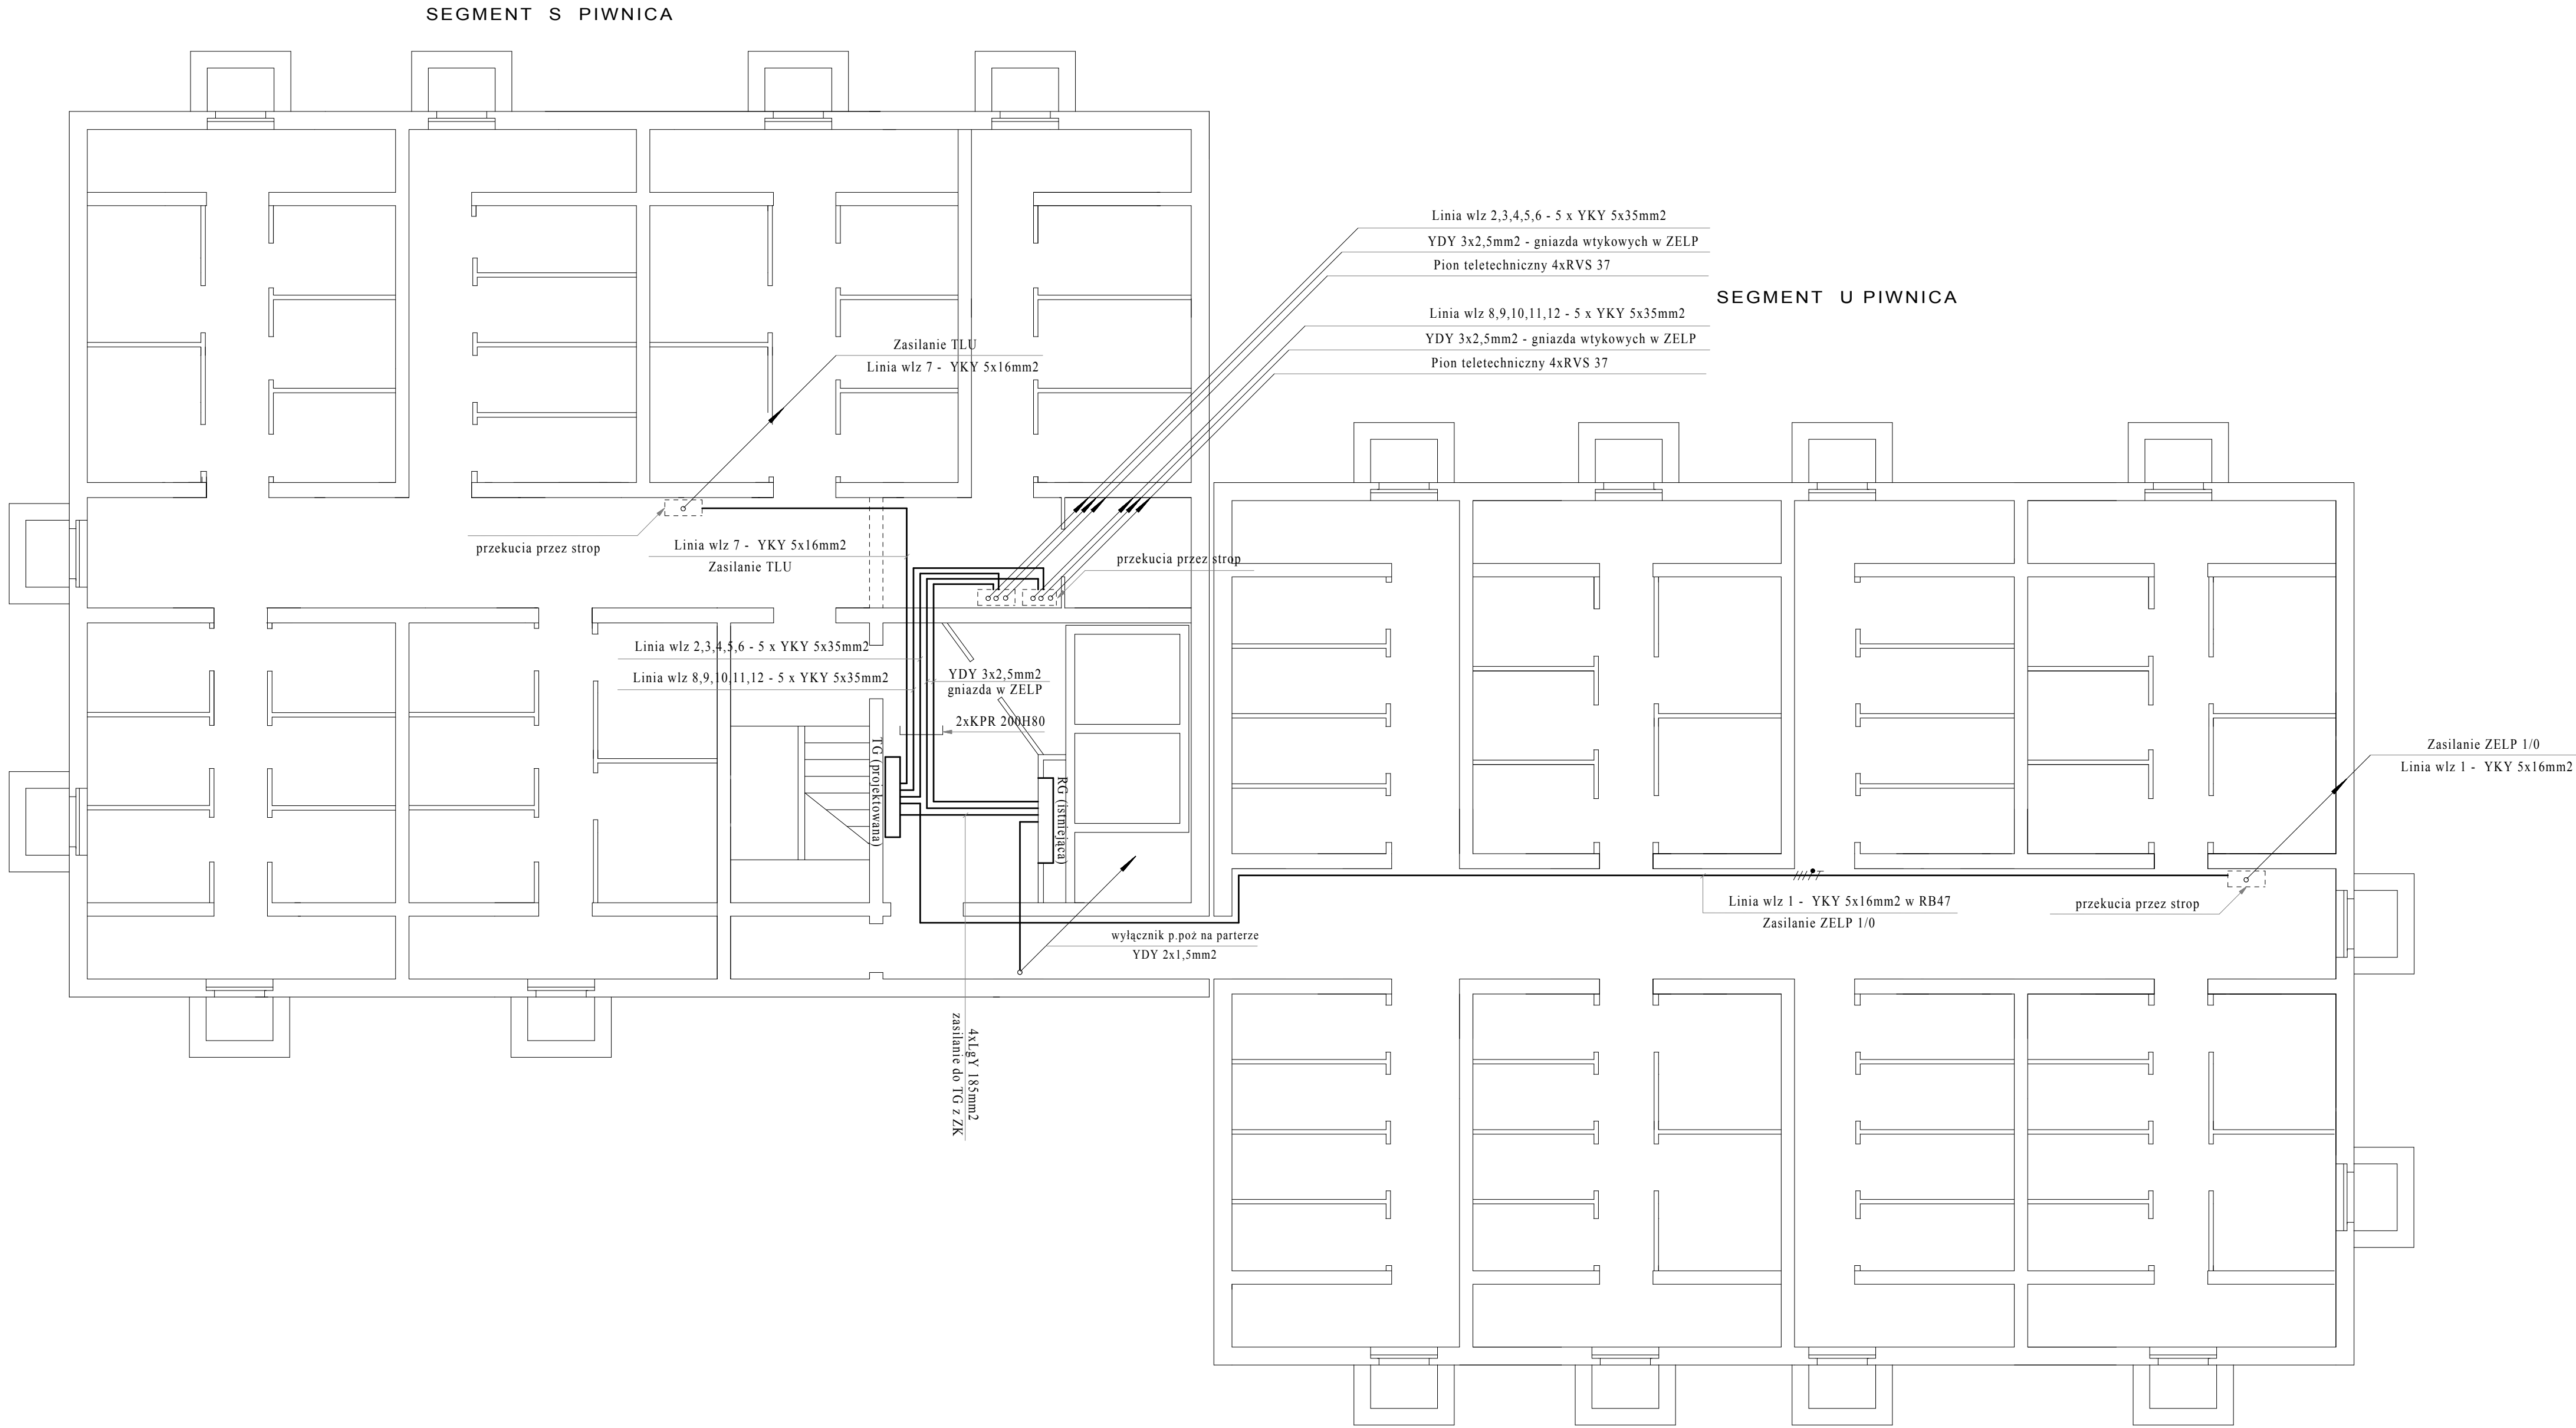 SEGMENT S PIWNICA
Linia wlz 2,3,4,5,6 - 5 x YKY 5x35mm2
YDY 3x2,5mm2 - gniazda wtykowych w ZELP
Pion teletechniczny 4xRVS 37
SEGMENT U PIWNICA
Linia wlz 8,9,10,11,12 - 5 x YKY 5x35mm2
YDY 3x2,5mm2 - gniazda wtykowych w ZELP
Pion teletechniczny 4xRVS 37
Zasilanie TLU
Linia wlz 7 - YKY 5x16mm2
przekucia przez strop
Linia wlz 7 - YKY 5x16mm2
Zasilanie TLU
przekucia przez strop
Linia wlz 2,3,4,5,6 - 5 x YKY 5x35mm2
Linia wlz 8,9,10,11,12 - 5 x YKY 5x35mm2
YDY 3x2,5mm2
gniazda w ZELP
2xKPR 200H80
TG (projektowana)
RG (istniejąca)
Zasilanie ZELP 1/0
Linia wlz 1 - YKY 5x16mm2
Linia wlz 1 - YKY 5x16mm2 w RB47
Zasilanie ZELP 1/0
przekucia przez strop
wyłącznik p.poż na parterze
YDY 2x1,5mm2
4xLgY 185mm2
zasilanie do TG z ZK